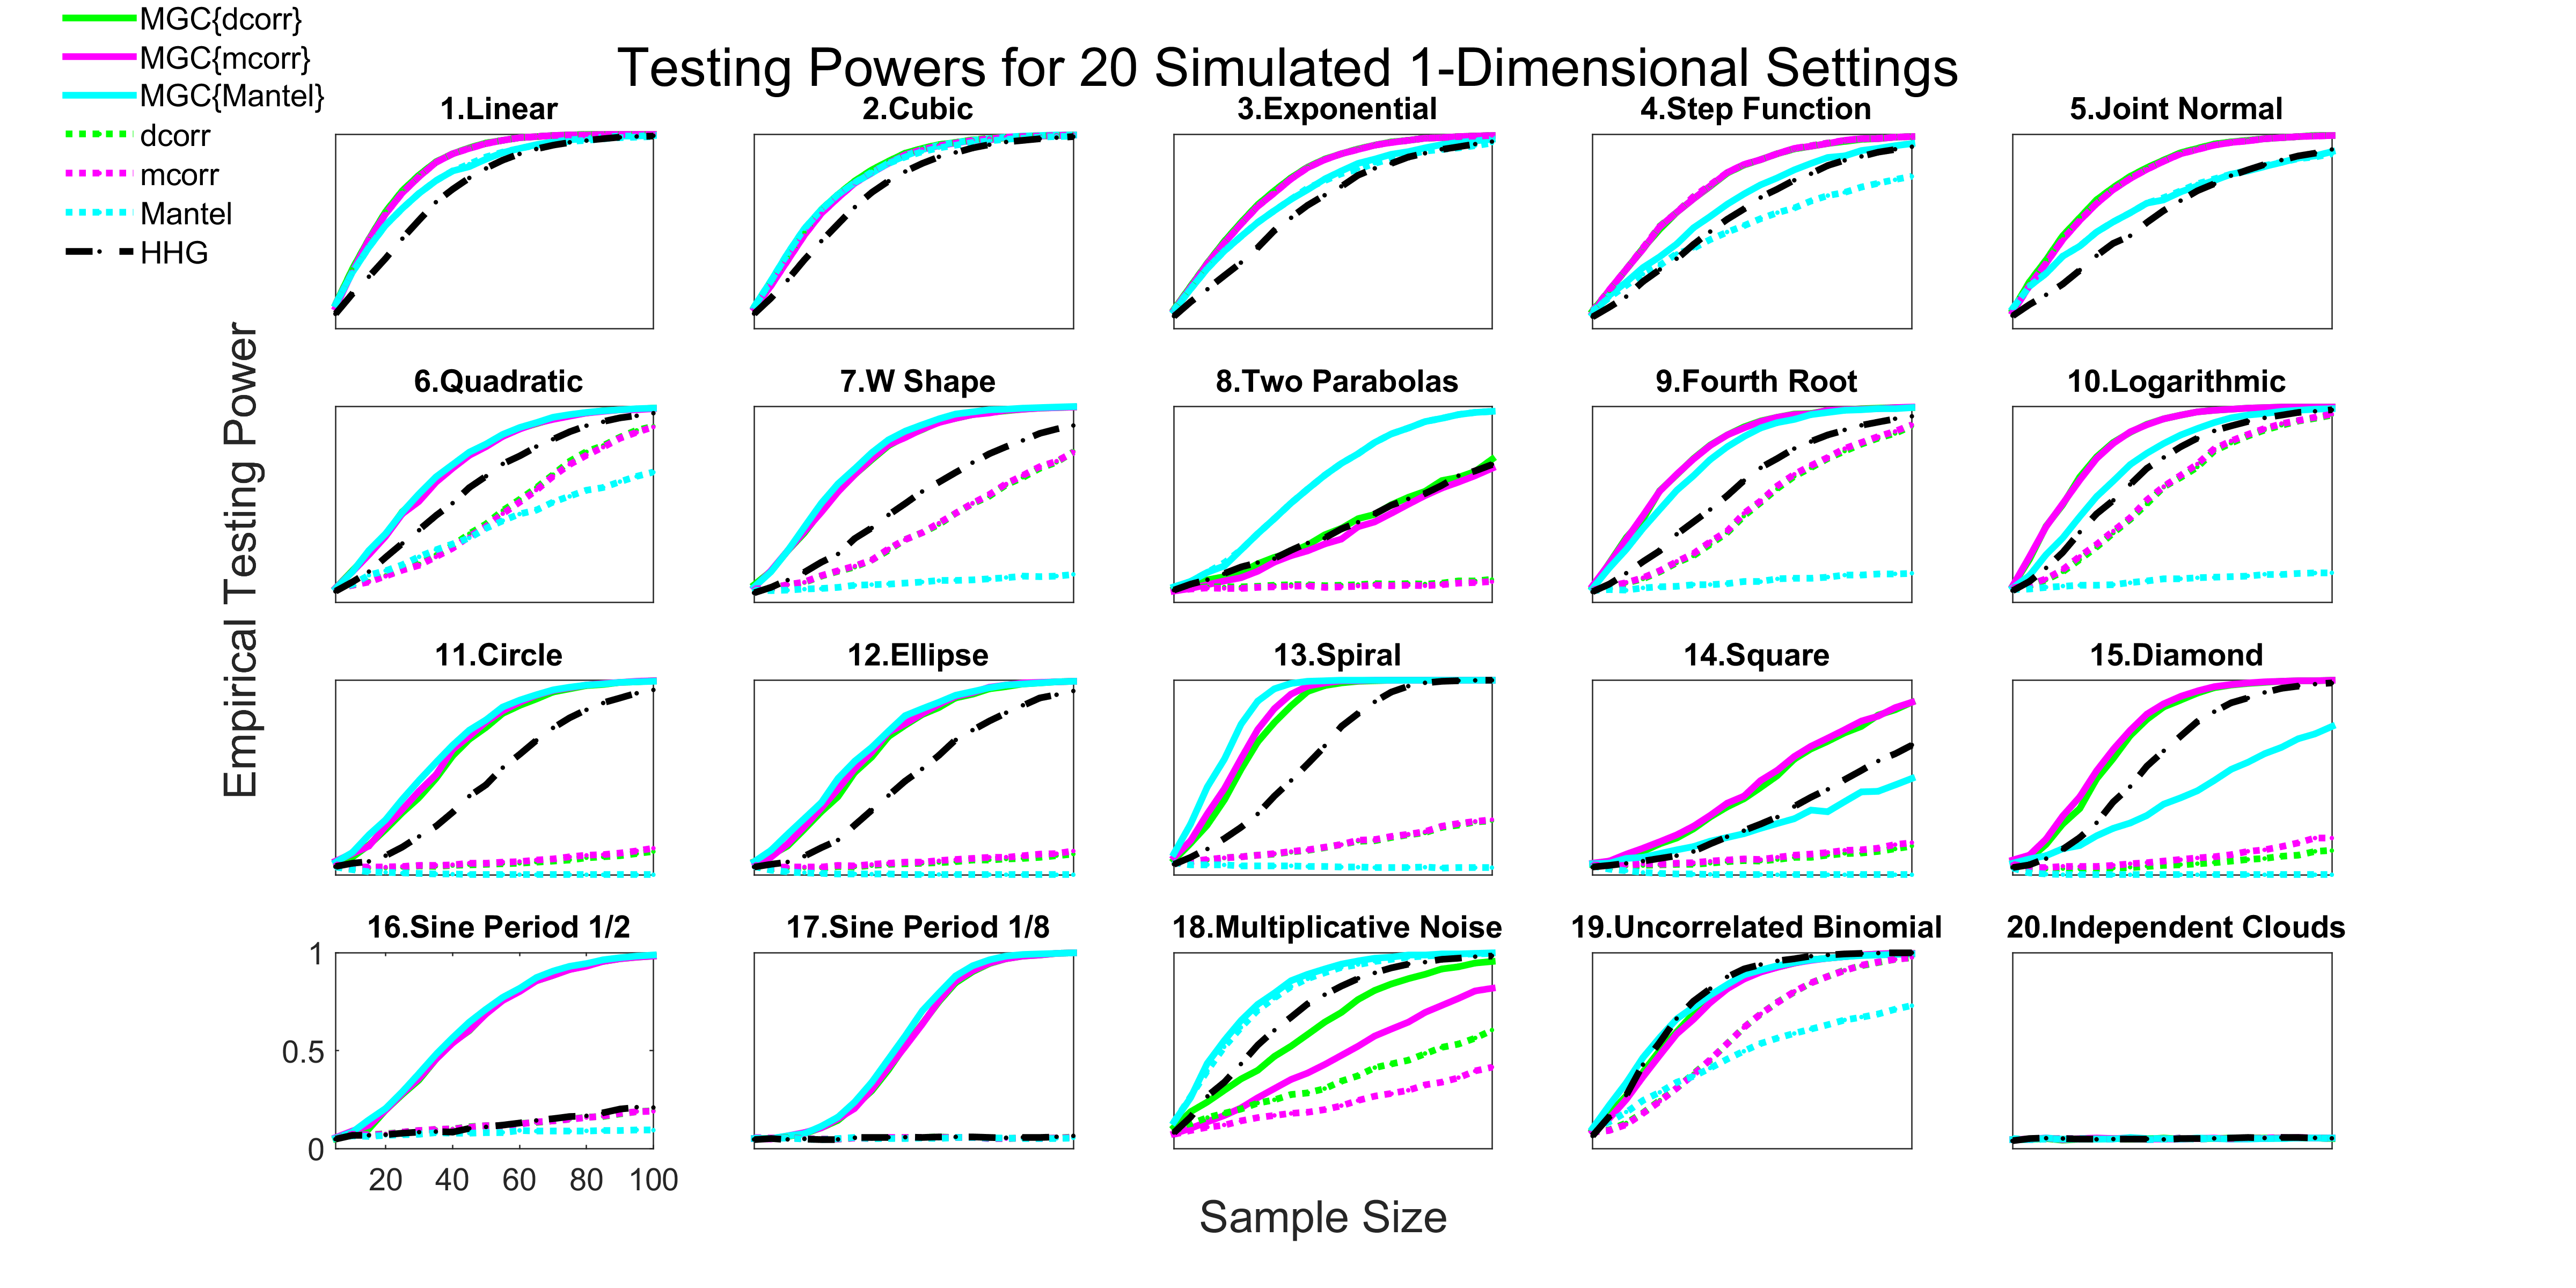 MGC{dcorr}
MGC{mcorr}
MGC{Mantel}
dcorr
mcorr
Mantel
HHG
Testing Powers for 20 Simulated 1-Dimensional Settings
1.Linear
2.Cubic
3.Exponential
4.Step Function
5.Joint Normal
6.Quadratic
7.W Shape
8.Two Parabolas
9.Fourth Root
10.Logarithmic
11.Circle
12.Ellipse
13.Spiral
14.Square
15.Diamond
16.Sine Period 1/2
17.Sine Period 1/8
18.Multiplicative Noise
19.Uncorrelated Binomial
20.Independent Clouds
Empirical Testing Power
1
0.5
0
20 40 60 80 100
Sample Size